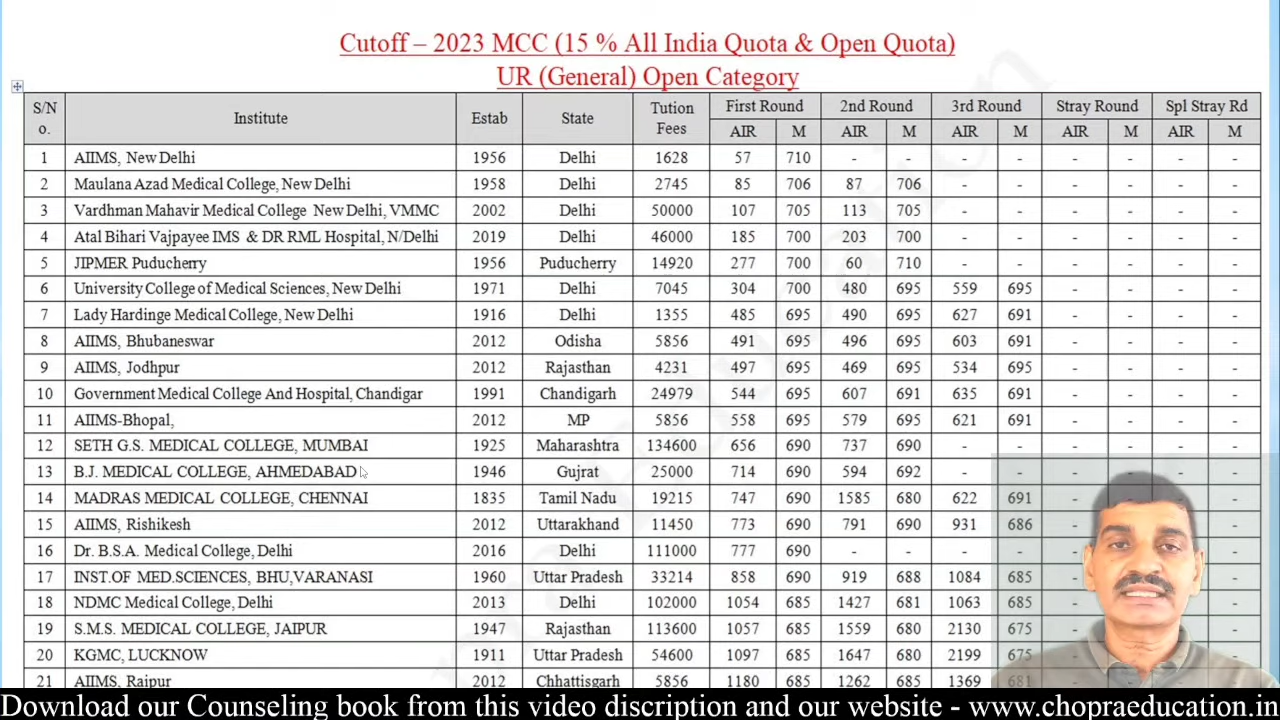 Cutoff – 2023 MCC (15 % All India Quota & Open Quota)
UR (General) Open Category
S/No. Institute Estab State Tution Fees First Round 2nd Round 3rd Round Stray Round Spl Stray Rd
AIR M AIR M AIR M AIR M AIR M
1 AIIMS, New Delhi 1956 Delhi 1628 57 710 - - - - - - - -
2 Maulana Azad Medical College, New Delhi 1958 Delhi 2745 85 706 87 706 - - - - - -
3 Vardhman Mahavir Medical College New Delhi, VMMC 2002 Delhi 50000 107 705 113 705 - - - - - -
4 Atal Bihari Vajpayee IMS & DR RML Hospital, N/Delhi 2019 Delhi 46000 185 700 203 700 - - - - - -
5 JIPMER Puducherry 1956 Puducherry 14920 277 700 60 710 - - - - - -
6 University College of Medical Sciences, New Delhi 1971 Delhi 7045 304 700 480 695 559 695 - - - -
7 Lady Hardinge Medical College, New Delhi 1916 Delhi 1355 485 695 490 695 627 691 - - - -
8 AIIMS, Bhubaneswar 2012 Odisha 5856 491 695 496 695 603 691 - - - -
9 AIIMS, Jodhpur 2012 Rajasthan 4231 497 695 469 695 534 695 - - - -
10 Government Medical College And Hospital, Chandigar 1991 Chandigarh 24979 544 695 607 691 635 691 - - - -
11 AIIMS-Bhopal, 2012 MP 5856 558 695 579 695 621 691 - - - -
12 SETH G.S. MEDICAL COLLEGE, MUMBAI 1925 Maharashtra 134600 656 690 737 690 - - - - - -
13 B.J. MEDICAL COLLEGE, AHMEDABAD 1946 Gujrat 25000 714 690 594 692 - - - - - -
14 MADRAS MEDICAL COLLEGE, CHENNAI 1835 Tamil Nadu 19215 747 690 1585 680 622 691 - - -
15 AIIMS, Rishikesh 2012 Uttarakhand 11450 773 690 791 690 931 686 - - -
16 Dr. B.S.A. Medical College, Delhi 2016 Delhi 111000 777 690 - - - - - - -
17 INST.OF MED.SCIENCES, BHU,VARANASI 1960 Uttar Pradesh 33214 858 690 919 688 1084 685 - - -
18 NDMC Medical College, Delhi 2013 Delhi 102000 1054 685 1427 681 1063 685 - - -
19 S.M.S. MEDICAL COLLEGE, JAIPUR 1947 Rajasthan 113600 1057 685 1559 680 2130 675 - - -
20 KGMC, LUCKNOW 1911 Uttar Pradesh 54600 1097 685 1647 680 2199 675 - -
21 AIIMS, Raipur 2012 Chhattisgarh 5856 1180 685 1262 685 1369 681 - -
Download our Counseling book from this video discription and our website - www.chopraeducation.in